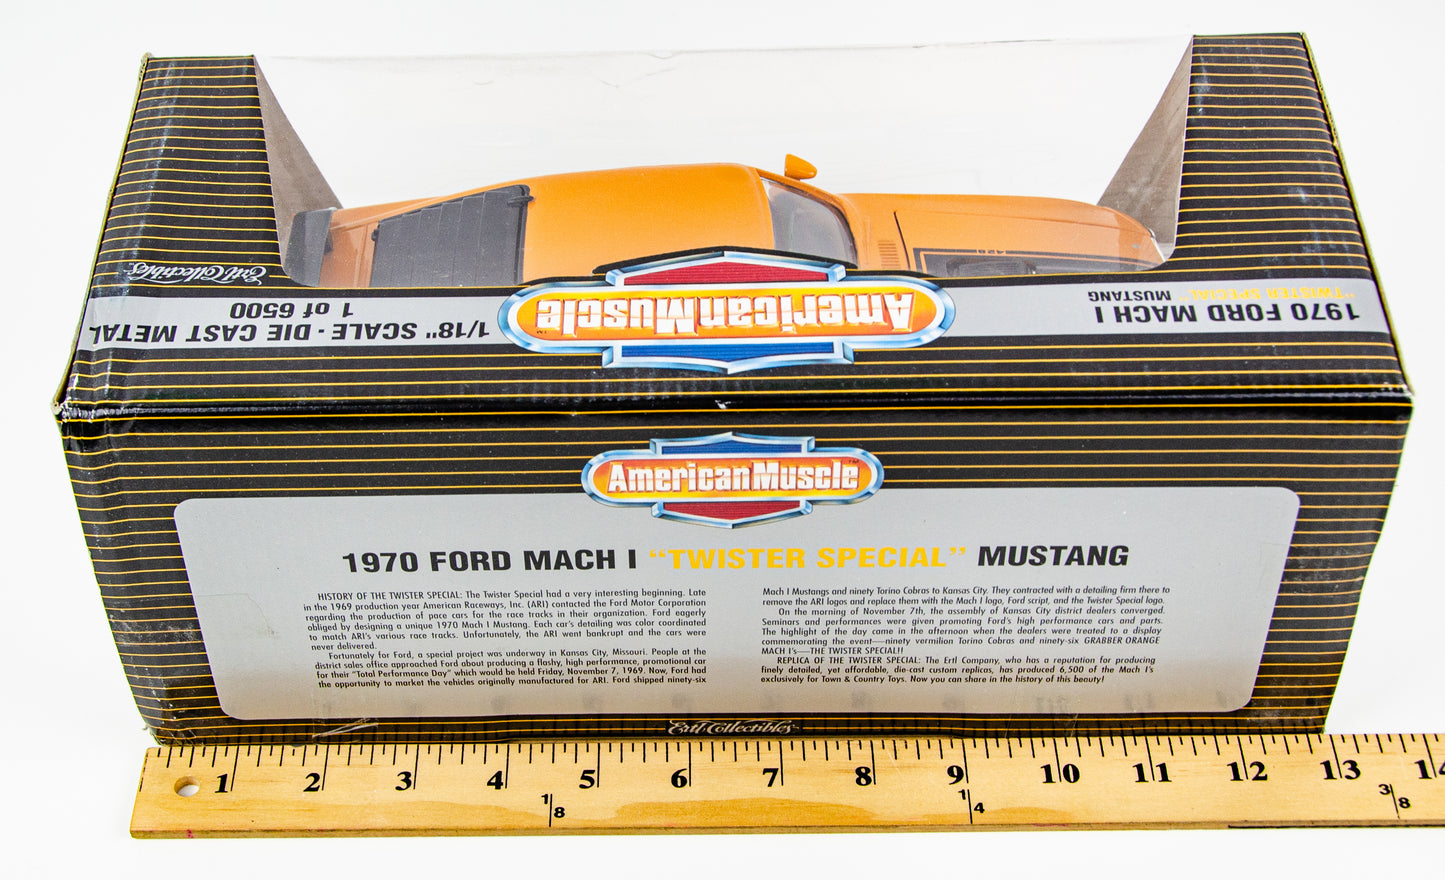 Ertl Collectibles™
1/18" SCALE - DIE CAST METAL
1 of 6500
AmericanMuscle™
1970 FORD MACH I
"TWISTER SPECIAL" MUSTANG
AmericanMuscle™
1970 FORD MACH I "TWISTER SPECIAL" MUSTANG
HISTORY OF THE TWISTER SPECIAL: The Twister Special had a very interesting beginning. Late
in the 1969 production year American Raceways, Inc. (ARI) contacted the Ford Motor Corporation
regarding the production of pace cars for the race tracks in their organization. Ford eagerly
obliged by designing a unique 1970 Mach I Mustang. Each car's detailing was color coordinated
to match ARI's various race tracks. Unfortunately, the ARI went bankrupt and the cars were
never delivered.
Fortunately for Ford, a special project was underway in Kansas City, Missouri. People at the
district sales office approached Ford about producing a flashy, high performance, promotional car
for their "Total Performance Day" which would be held Friday, November 7, 1969. Now, Ford had
the opportunity to market the vehicles originally manufactured for ARI. Ford shipped ninety-six
Mach I Mustangs and ninety Torino Cobras to Kansas City. They contracted with a detailing firm there to
remove the ARI logos and replace them with the Mach I logo, Ford script, and the Twister Special logo.
On the morning of November 7th, the assembly of Kansas City district dealers converged.
Seminars and performances were given promoting Ford's high performance cars and parts.
The highlight of the day came in the afternoon when the dealers were treated to a display
commemorating the event—ninety vermilion Torino Cobras and ninety-six GRABBER ORANGE
MACH I's—THE TWISTER SPECIAL!!
REPLICA OF THE TWISTER SPECIAL: The Ertl Company, who has a reputation for producing
finely detailed, yet affordable, die-cast custom replicas, has produced 6,500 of the Mach I's
exclusively for Town & Country Toys. Now you can share in the history of this beauty!
Ertl Collectibles™
1 2 3 4 5 6 7 8 9 10 11 12 13 14
1/8 1/4 3/8